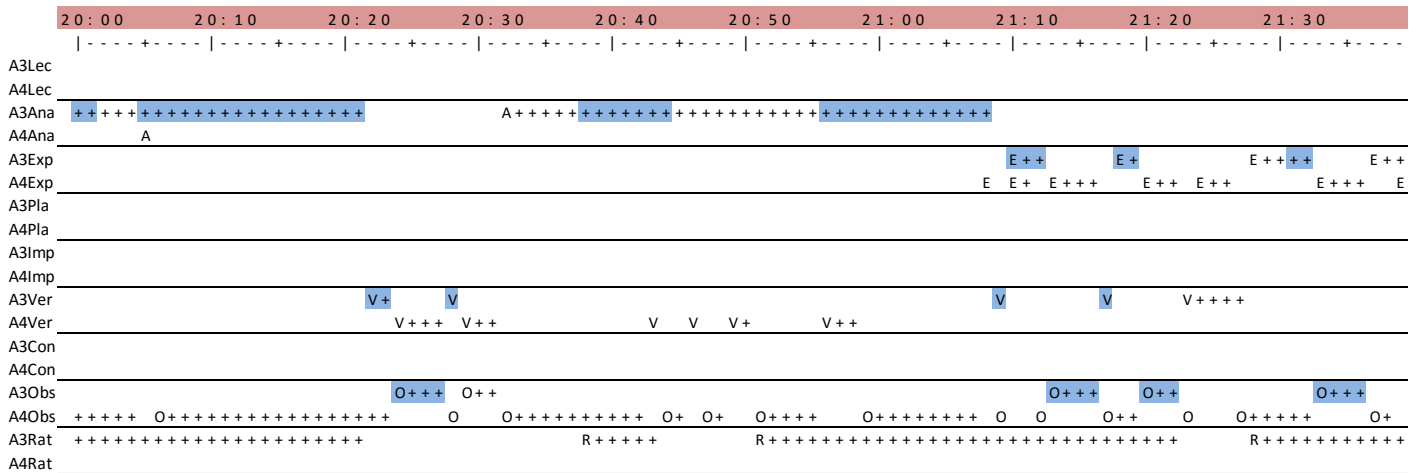 20:00 20:10 20:20 20:30 20:40 20:50 21:00 21:10 21:20 21:30
|----+----|----+----|----+----|----+----|----+----|----+----|----+----|----+----|----+----|----+----
A3Lec
A4Lec
A3Ana ++++++++++++++++++++++ A++++++++++++++++++++++++++++++++++++
A4Ana A
A3Exp E++ E+ E++++ E++
A4Exp E E+ E+++ E++ E++ E+++ E
A3Pla
A4Pla
A3Imp
A4Imp
A3Ver V+ V V V V++++
A4Ver V+++ V++ V V V+ V++
A3Con
A4Con
A3Obs O+++ O++ O+++ O++ O+++
A4Obs +++++ O+++++++++++++++++ O O++++++++++ O+ O+ O++++ O++++++++ O O O++ O O+++++ O+
A3Rat ++++++++++++++++++++++ R+++++ R+++++++++++++++++++++++++++++++ R+++++++++++
A4Rat